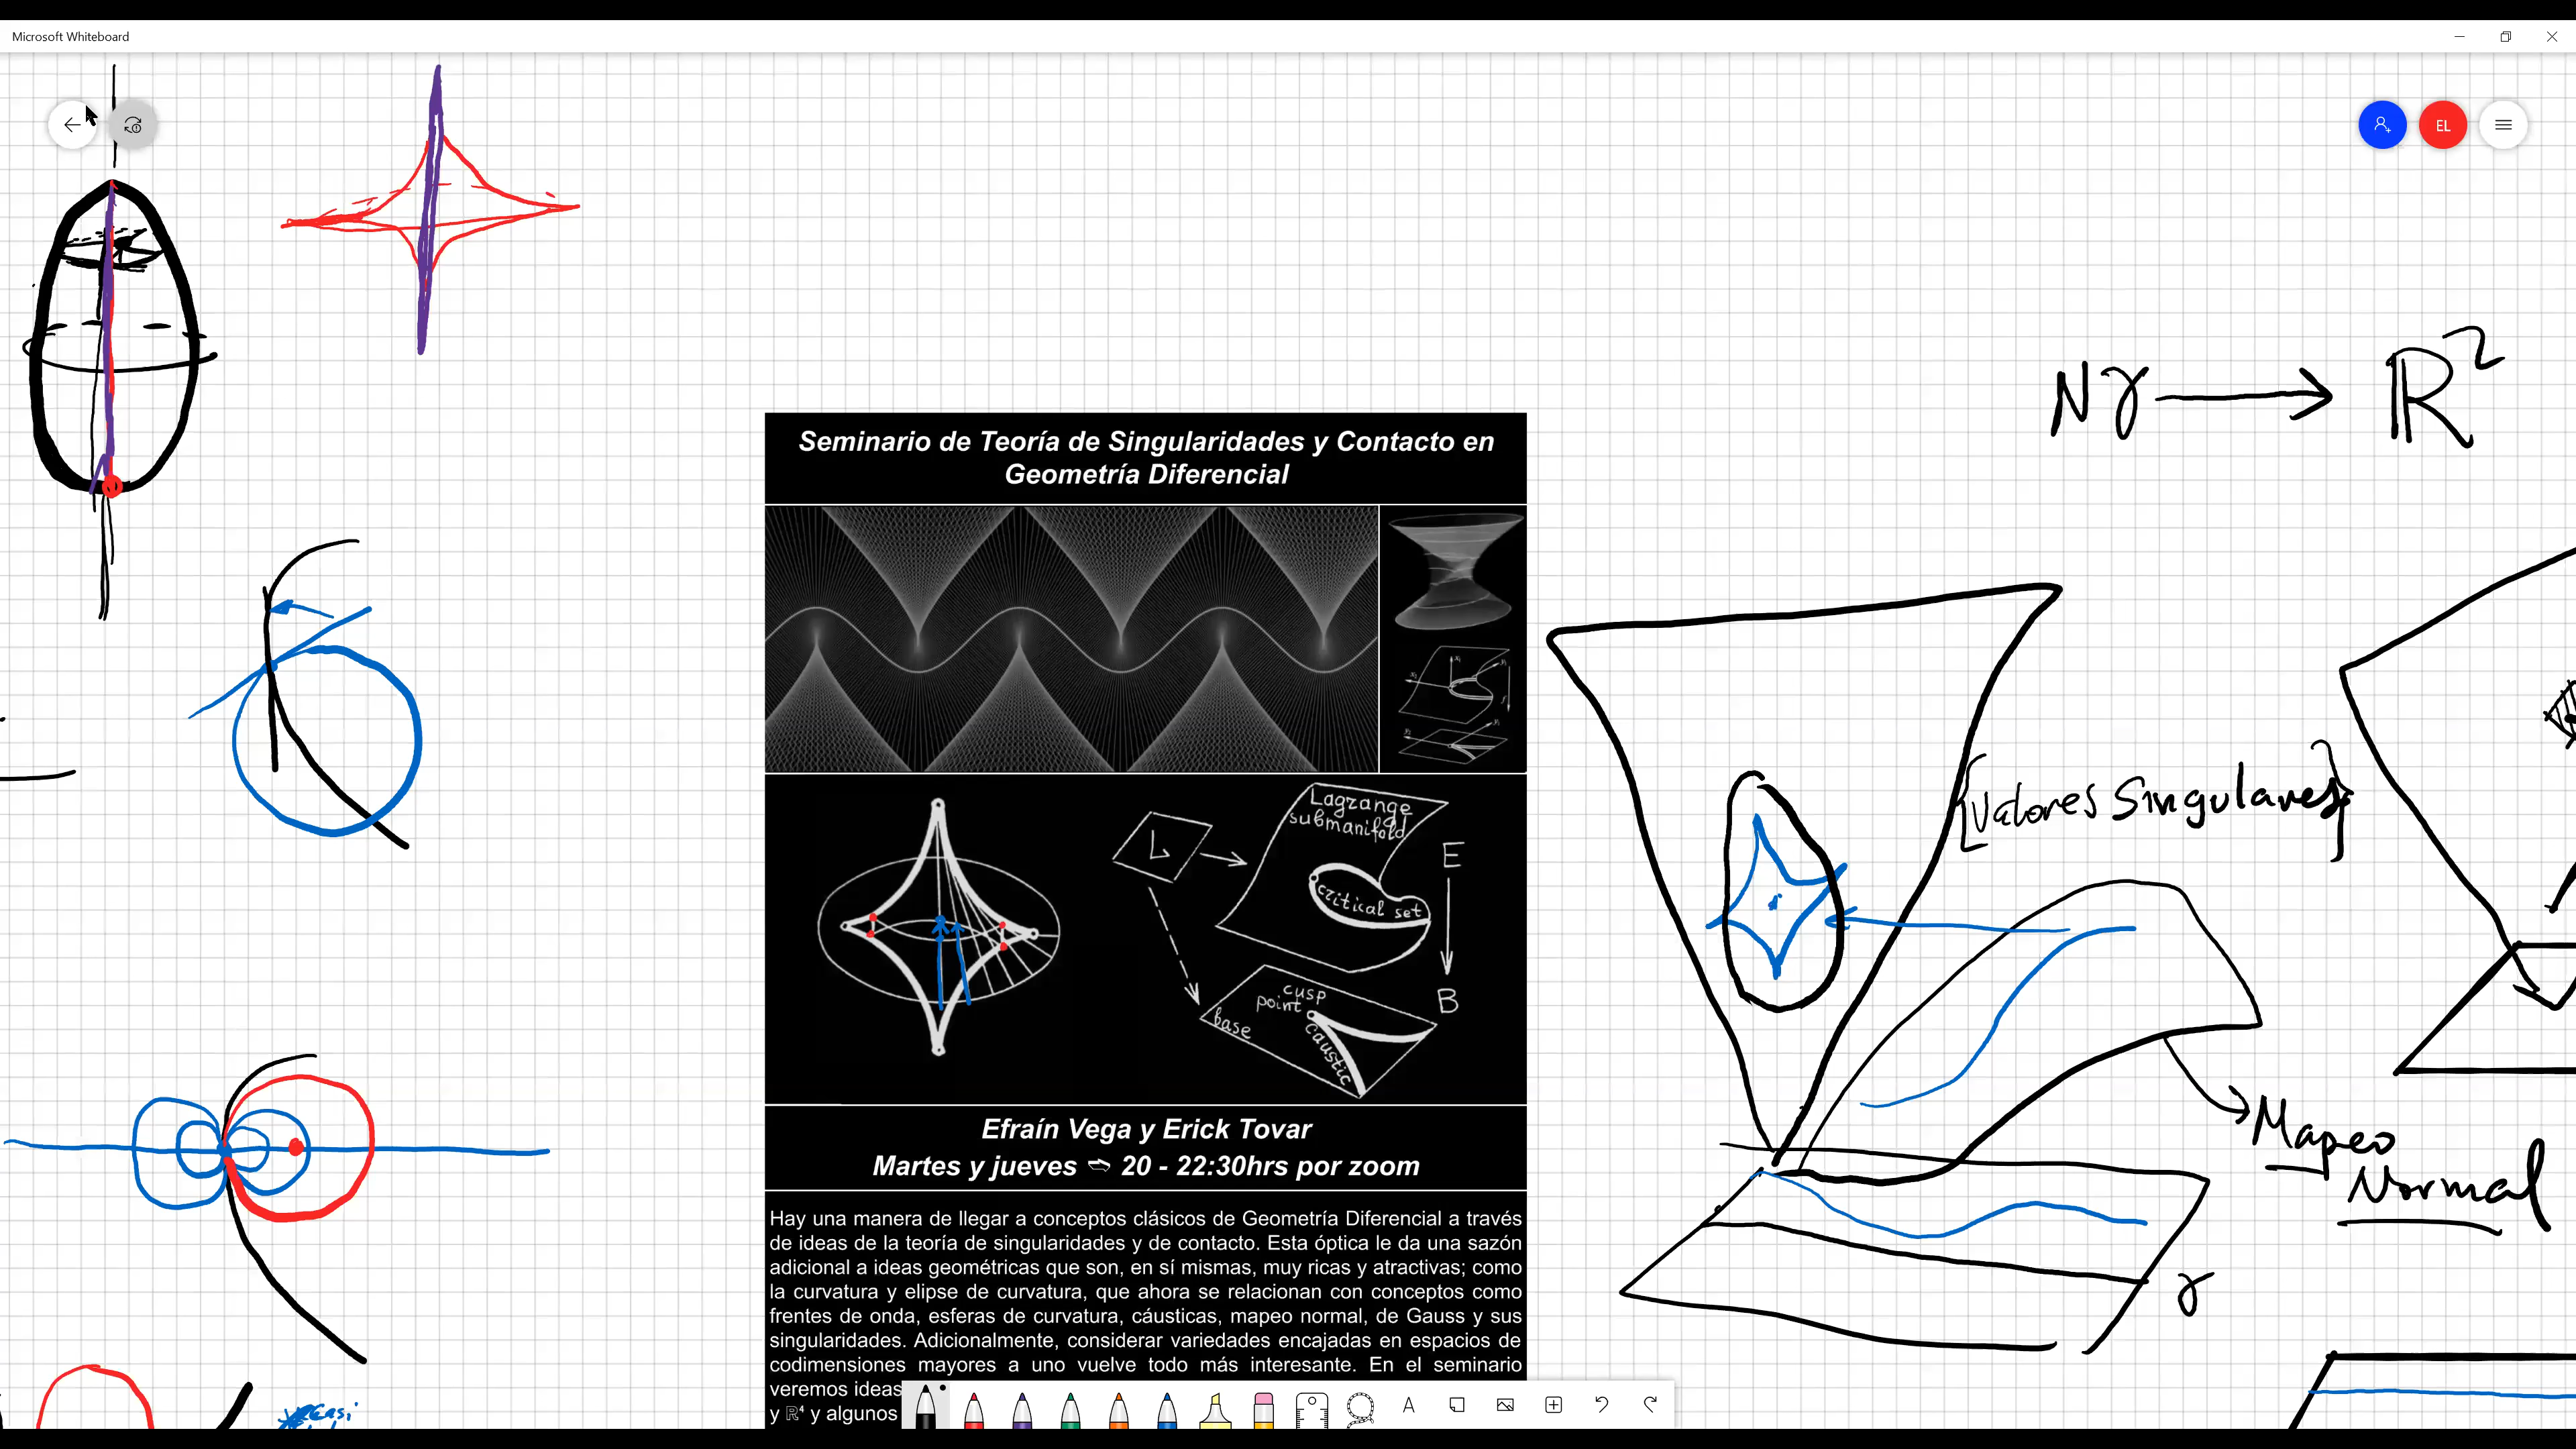 Microsoft Whiteboard
EL
Nγ → ℝ²
Seminario de Teoría de Singularidades y Contacto en
Geometría Diferencial
{Valores Singulares}
Lagrange
submanifold
L
E
critical set
cusp
point
B
base
caustic
Mapeo
Normal
γ
Efraín Vega y Erick Tovar
Martes y jueves ➪ 20 - 22:30hrs por zoom
Hay una manera de llegar a conceptos clásicos de Geometría Diferencial a través
de ideas de la teoría de singularidades y de contacto. Esta óptica le da una sazón
adicional a ideas geométricas que son, en sí mismas, muy ricas y atractivas; como
la curvatura y elipse de curvatura, que ahora se relacionan con conceptos como
frentes de onda, esferas de curvatura, cáusticas, mapeo normal, de Gauss y sus
singularidades. Adicionalmente, considerar variedades encajadas en espacios de
codimensiones mayores a uno vuelve todo más interesante. En el seminario
veremos ideas
y ℝ⁴ y algunos
Casi